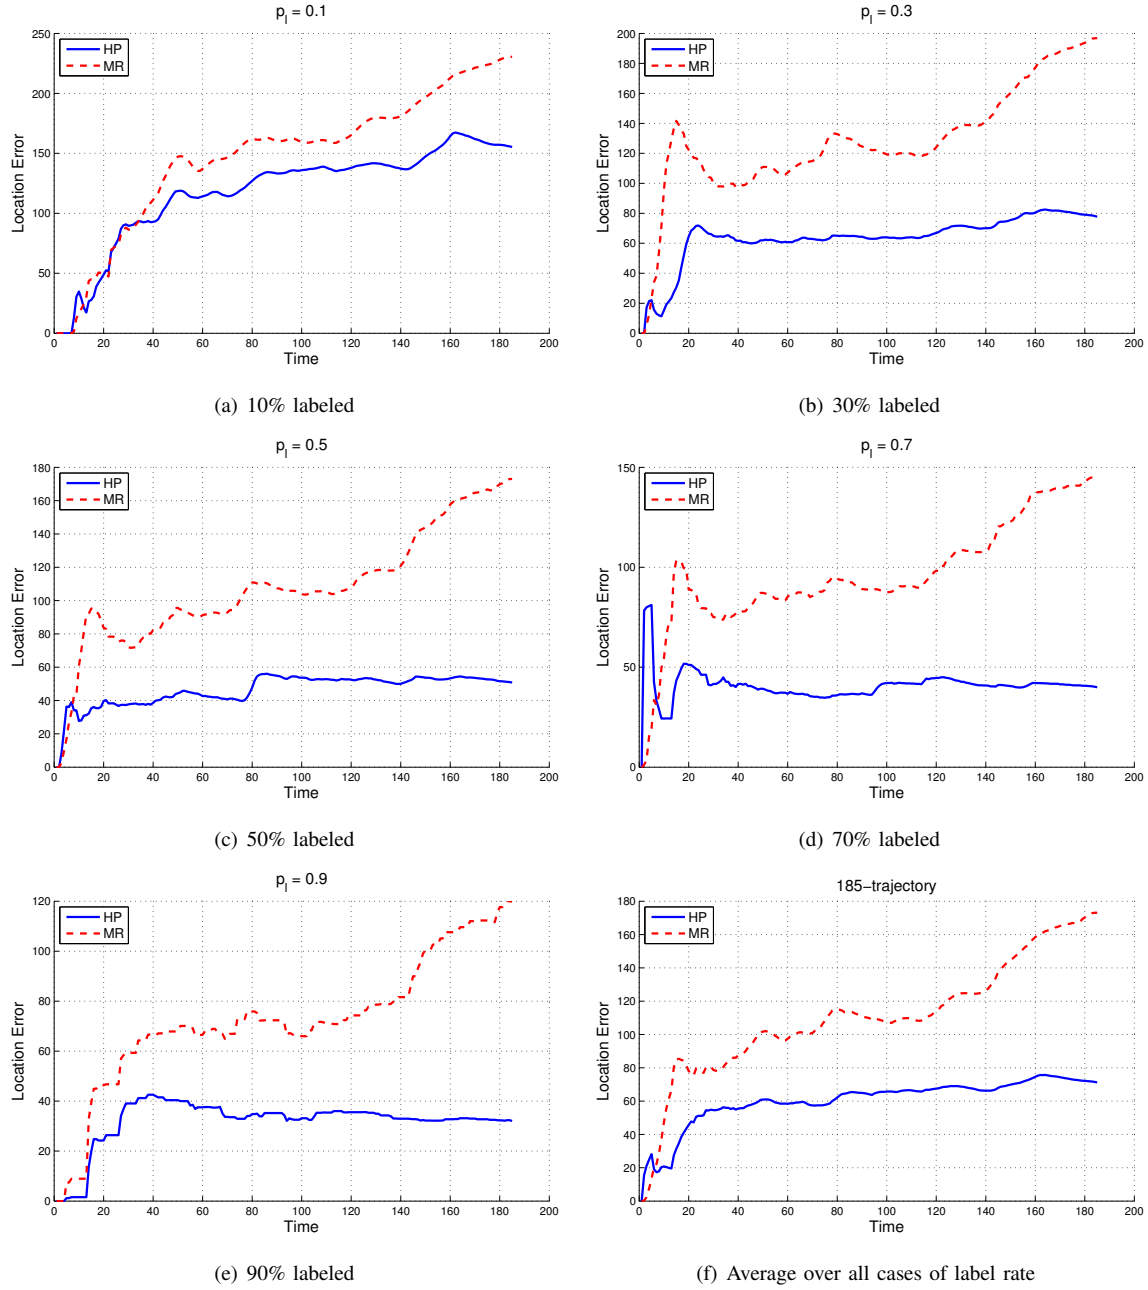 p_l = 0.1
HP
MR
250
200
150
100
50
0
Location Error
0 20 40 60 80 100 120 140 160 180 200
Time
(a) 10% labeled
p_l = 0.3
HP
MR
200
180
160
140
120
100
80
60
40
20
0
Location Error
0 20 40 60 80 100 120 140 160 180 200
Time
(b) 30% labeled
p_l = 0.5
HP
MR
180
160
140
120
100
80
60
40
20
0
Location Error
0 20 40 60 80 100 120 140 160 180 200
Time
(c) 50% labeled
p_l = 0.7
HP
MR
150
100
50
0
Location Error
0 20 40 60 80 100 120 140 160 180 200
Time
(d) 70% labeled
p_l = 0.9
HP
MR
120
100
80
60
40
20
0
Location Error
0 20 40 60 80 100 120 140 160 180 200
Time
(e) 90% labeled
185−trajectory
HP
MR
180
160
140
120
100
80
60
40
20
0
Location Error
0 20 40 60 80 100 120 140 160 180 200
Time
(f) Average over all cases of label rate